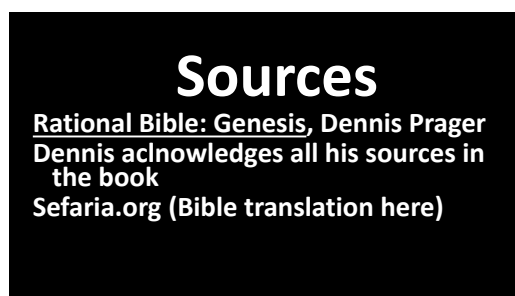 Sources
Rational Bible: Genesis, Dennis Prager
Dennis aclnowledges all his sources in
the book
Sefaria.org (Bible translation here)